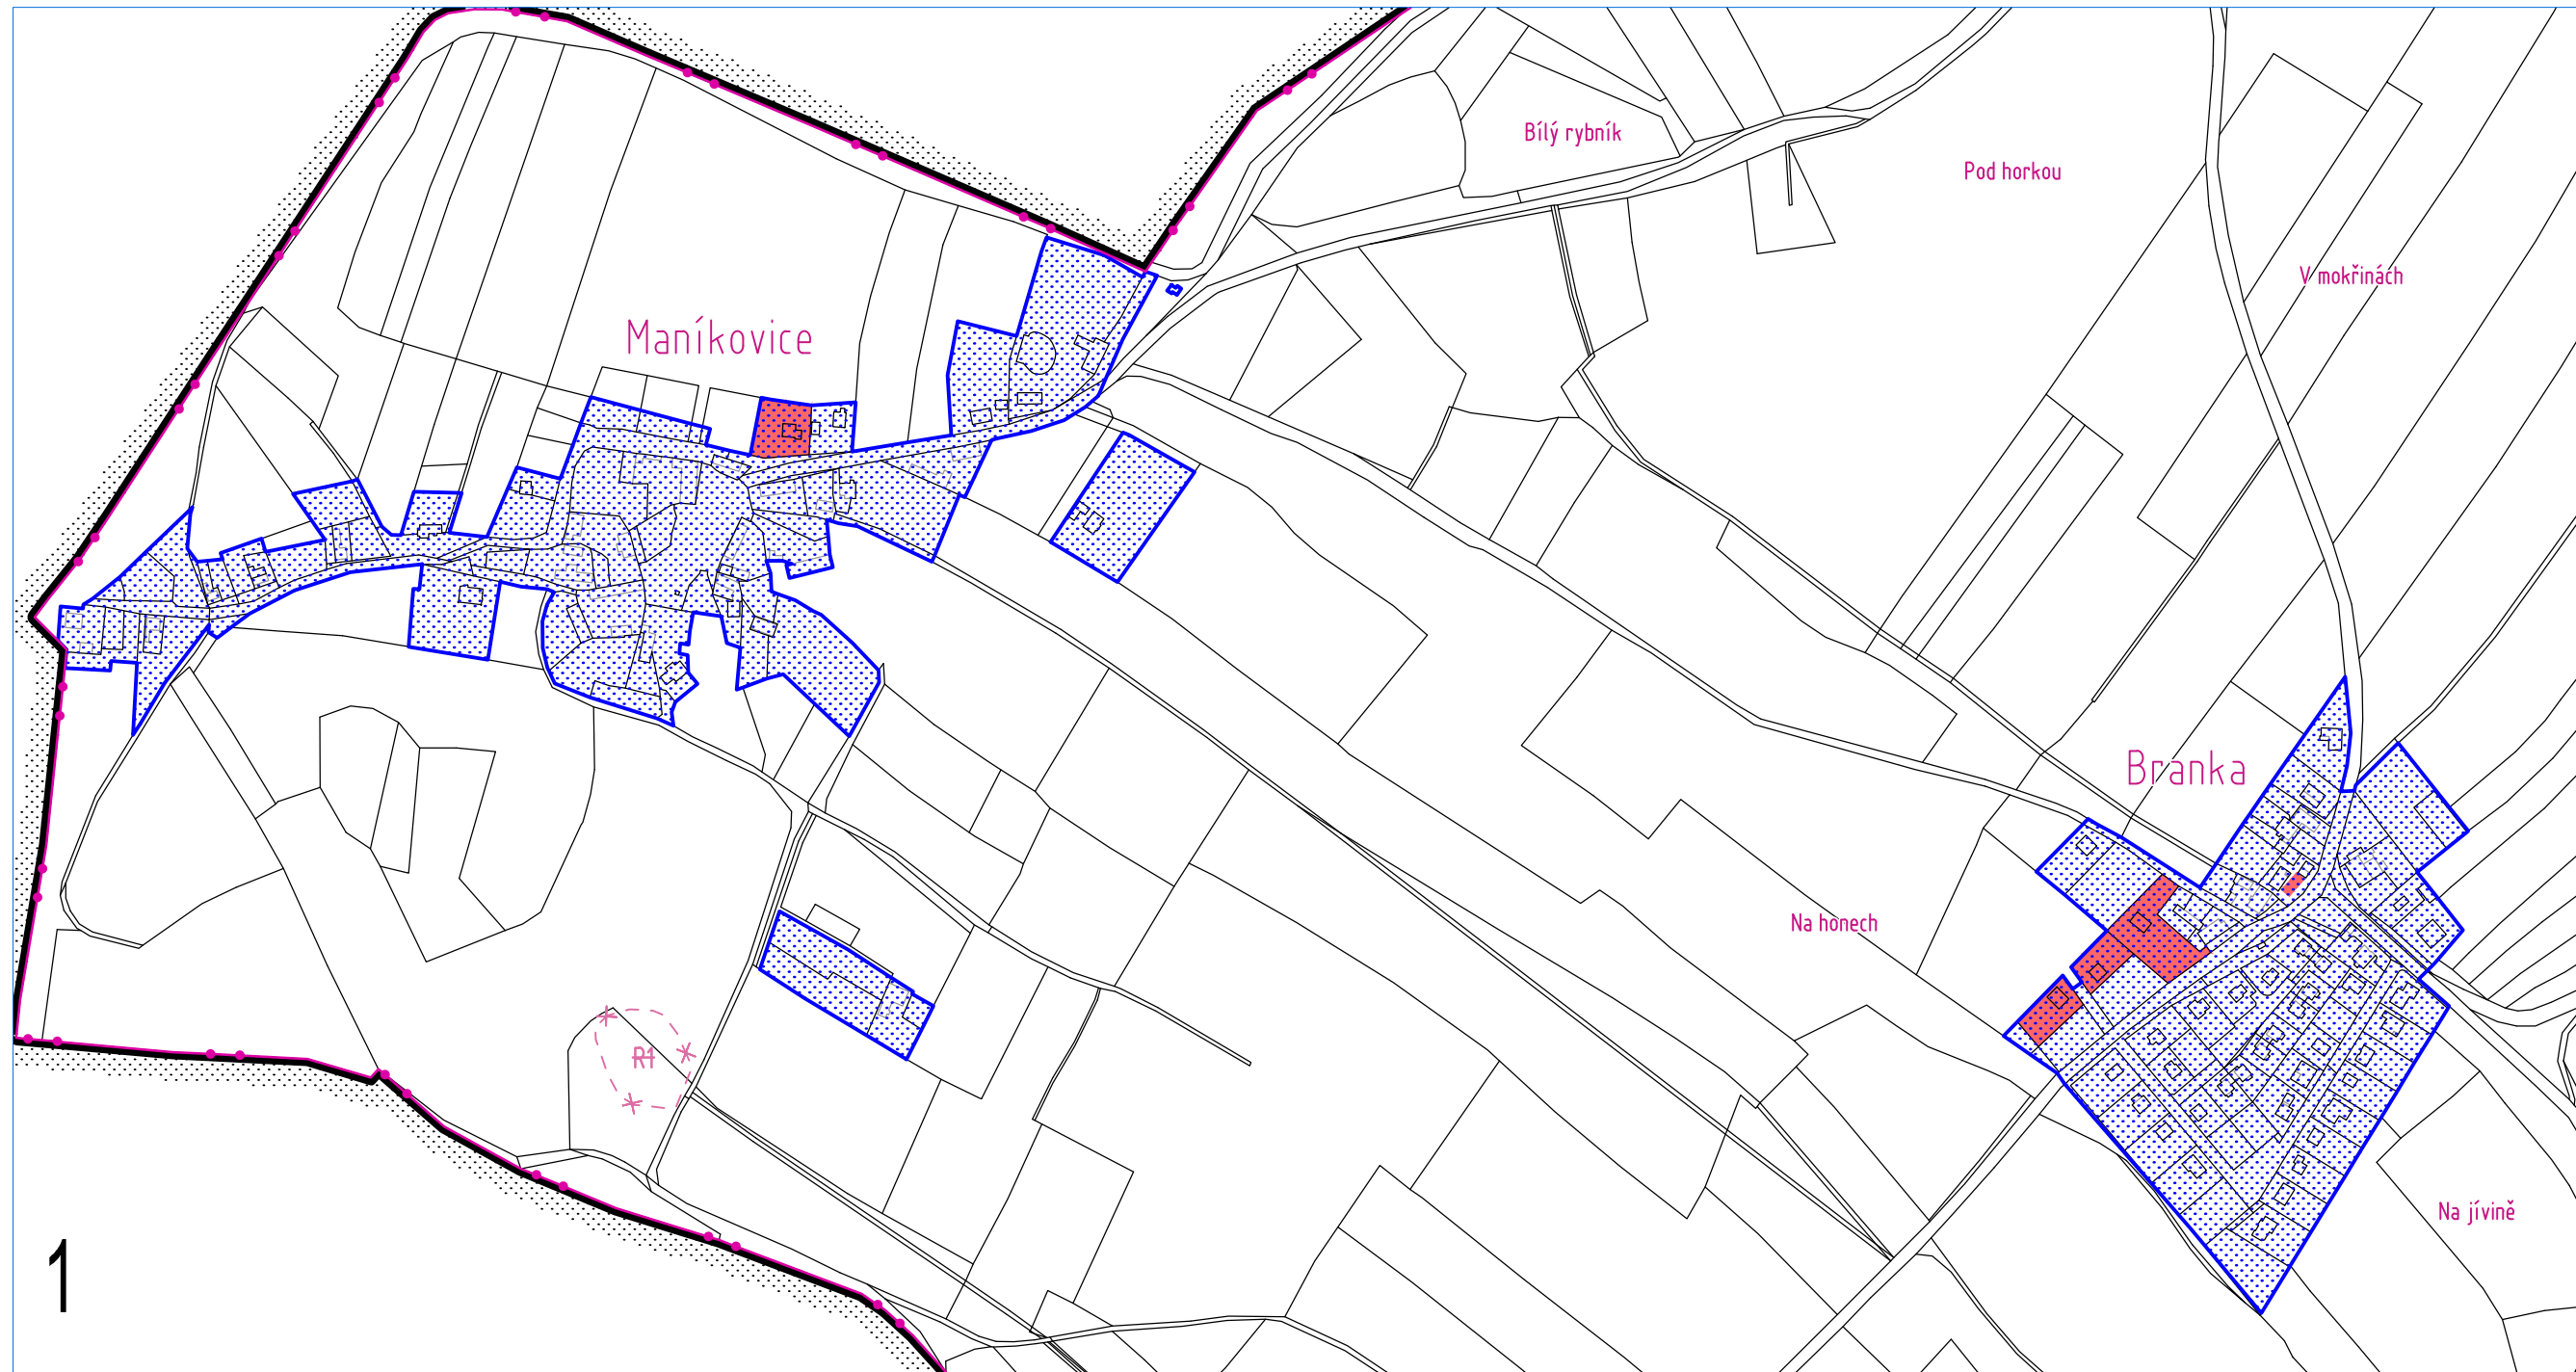 Bílý rybník
Pod horkou
V mokřinách
Maníkovice
Branka
Na honech
R1
Na jívině
1